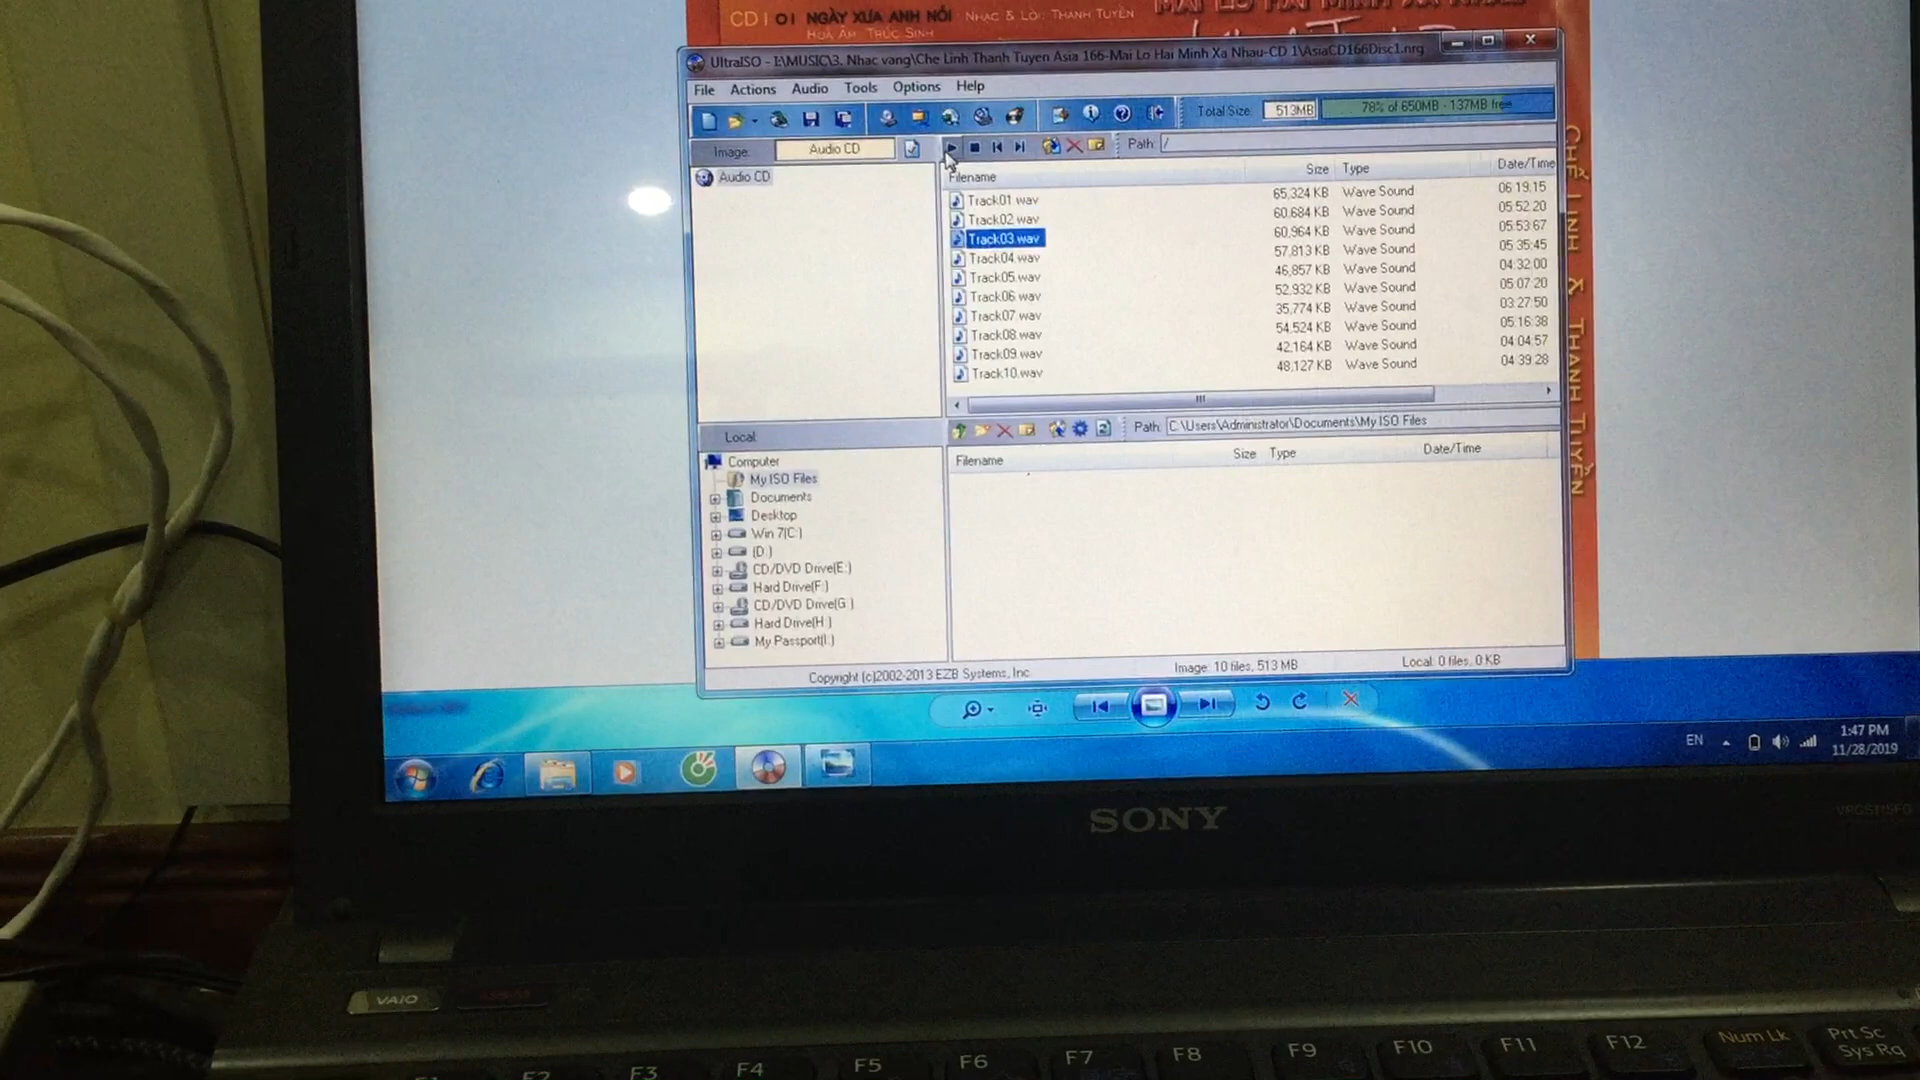 CD 01 NGÀY XƯA ANH NÓI NHẠC & LỜI: THANH TUYỀN
HOÀ ÂM: TRÚC SINH
UltraISO - I:\MUSIC\3. Nhac vang\Che Linh Thanh Tuyen Asia 166-Mai Lo Hai Minh Xa Nhau-CD 1\AsiaCD166Disc1.nrg
File Actions Audio Tools Options Help
Total Size: 513MB 78% of 650MB - 137MB free
Image: Audio CD Path: /
Audio CD
Filename Size Type Date/Time
Track01.wav 65,324 KB Wave Sound 06:19.15
Track02.wav 60,684 KB Wave Sound 05:52.20
Track03.wav 60,964 KB Wave Sound 05:53:67
Track04.wav 57,813 KB Wave Sound 05:35:45
Track05.wav 46,857 KB Wave Sound 04:32:00
Track06.wav 52,932 KB Wave Sound 05:07:20
Track07.wav 35,774 KB Wave Sound 03:27:50
Track08.wav 54,524 KB Wave Sound 05:16:38
Track09.wav 42,164 KB Wave Sound 04:04:57
Track10.wav 48,127 KB Wave Sound 04:39:28
CHẾ LINH & THANH TUYỀN
Local Path: C:\Users\Administrator\Documents\My ISO Files
Filename Size Type Date/Time
Computer
My ISO Files
Documents
Desktop
Win 7(C:)
(D:)
CD/DVD Drive(E:)
Hard Drive(F:)
CD/DVD Drive(G:)
Hard Drive(H:)
My Passport(I:)
Copyright (c)2002-2013 EZB Systems, Inc Image: 10 files, 513 MB Local: 0 files, 0 KB
EN 1:47 PM
11/28/2019
SONY
VAIO
F1 F2 F3 F4 F5 F6 F7 F8 F9 F10 F11 F12 Num Lk Prt Sc
Sys Rq